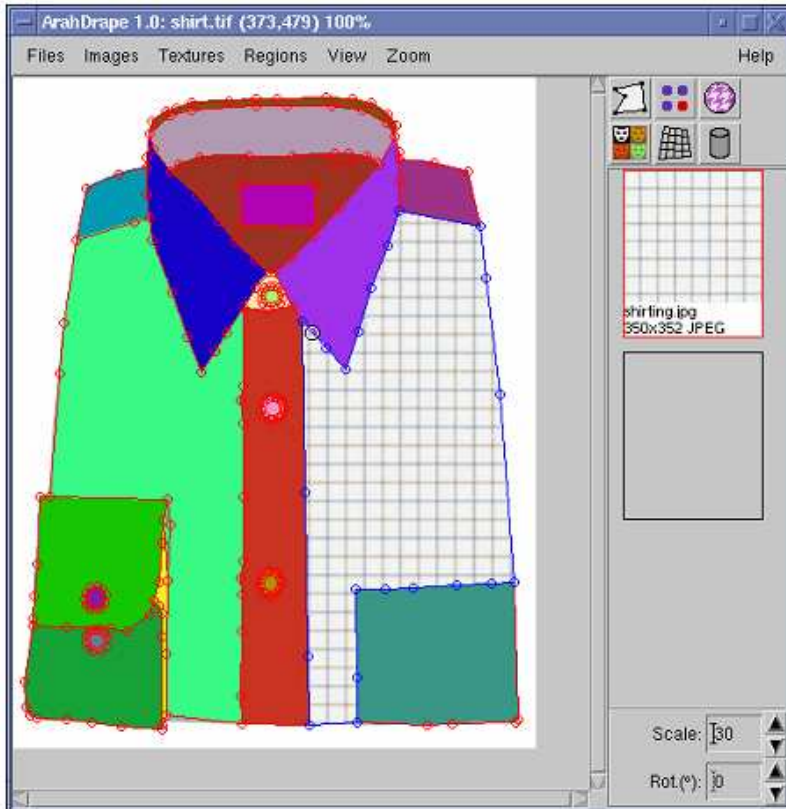 ArahDrape 1.0: shirt.tif (373,479) 100%
Files Images Textures Regions View Zoom Help
shirting.jpg
350x352 JPEG
Scale: 30
Rot.(°): 0